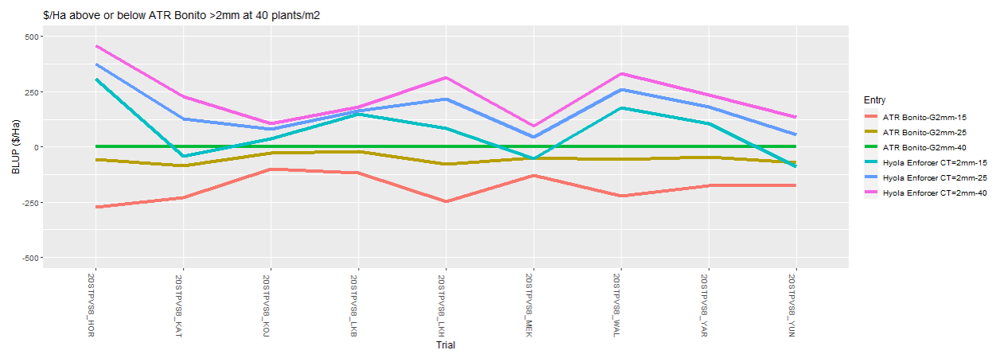 $/Ha above or below ATR Bonito >2mm at 40 plants/m2
500
250
0
-250
-500
BLUP ($/Ha)
20STPVS8_HOR
20STPVS8_KAT
20STPVS8_KOJ
20STPVS8_LKB
20STPVS8_LKH
20STPVS8_MEK
20STPVS8_WAL
20STPVS8_YAR
20STPVS8_YUN
Trial
Entry
ATR Bonito-G2mm-15
ATR Bonito-G2mm-25
ATR Bonito-G2mm-40
Hyola Enforcer CT=2mm-15
Hyola Enforcer CT=2mm-25
Hyola Enforcer CT=2mm-40